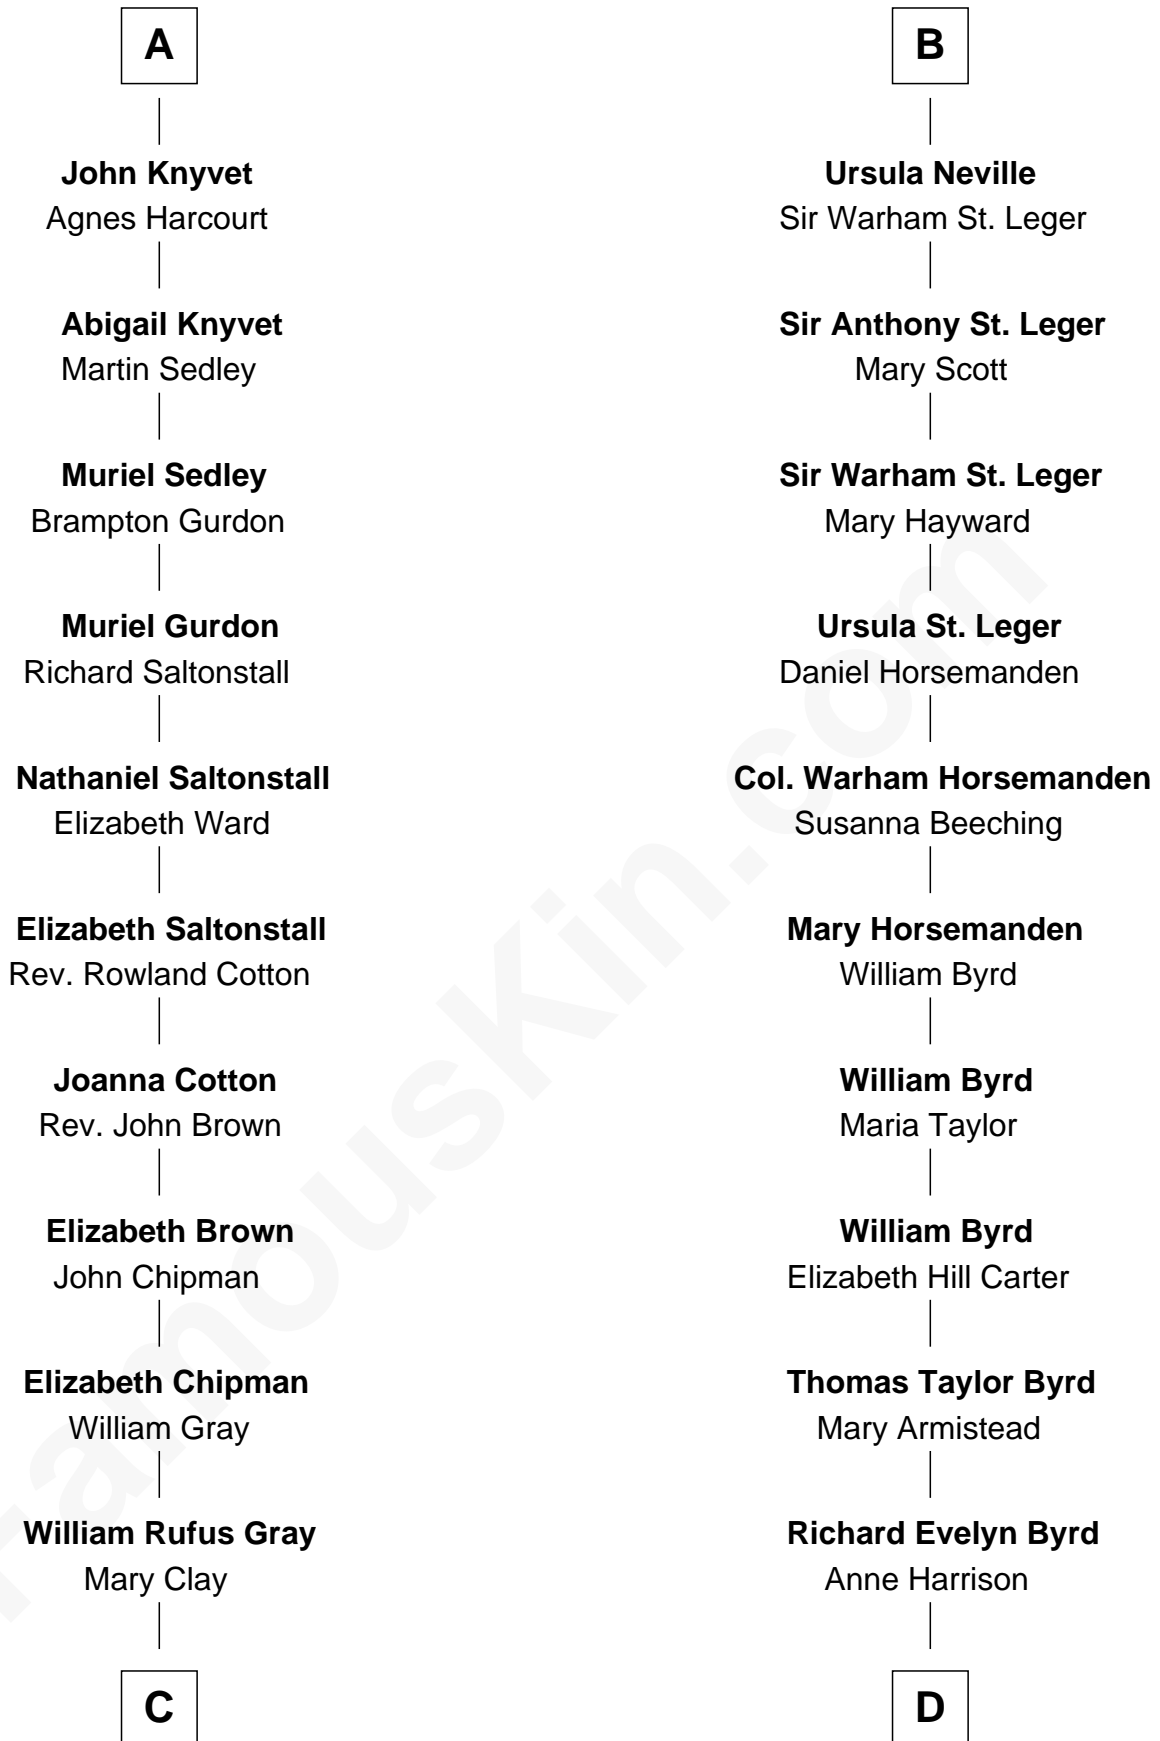 A
John Knyvet
Agnes Harcourt
Abigail Knyvet
Martin Sedley
Muriel Sedley
Brampton Gurdon
Muriel Gurdon
Richard Saltonstall
Nathaniel Saltonstall
Elizabeth Ward
Elizabeth Saltonstall
Rev. Rowland Cotton
Joanna Cotton
Rev. John Brown
Elizabeth Brown
John Chipman
Elizabeth Chipman
William Gray
William Rufus Gray
Mary Clay
C
B
Ursula Neville
Sir Warham St. Leger
Sir Anthony St. Leger
Mary Scott
Sir Warham St. Leger
Mary Hayward
Ursula St. Leger
Daniel Horsemanden
Col. Warham Horsemanden
Susanna Beeching
Mary Horsemanden
William Byrd
William Byrd
Maria Taylor
William Byrd
Elizabeth Hill Carter
Thomas Taylor Byrd
Mary Armistead
Richard Evelyn Byrd
Anne Harrison
D
FamousKin.com